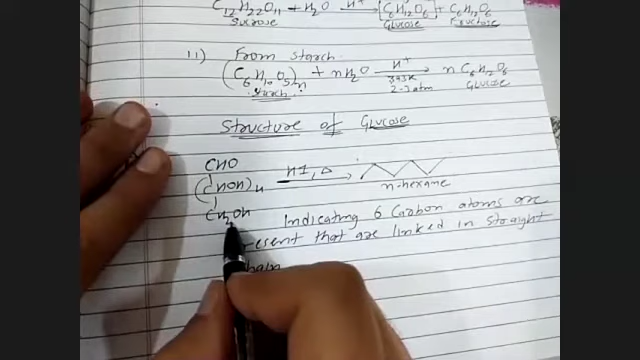 C12H22O11 + H2O H+ → [C6H12O6] + C6H12O6
Sucrose Glucose Fructose
11) From starch
(C6H10O5)n + nH2O H+ → n C6H12O6
Starch 393K Glucose
2-3 atm
Structure of Glucose
CHO
(CHOH)4 HI, Δ →
n-hexane
CH2OH
Indicating 6 Carbon atoms are
present that are linked in straight
chain